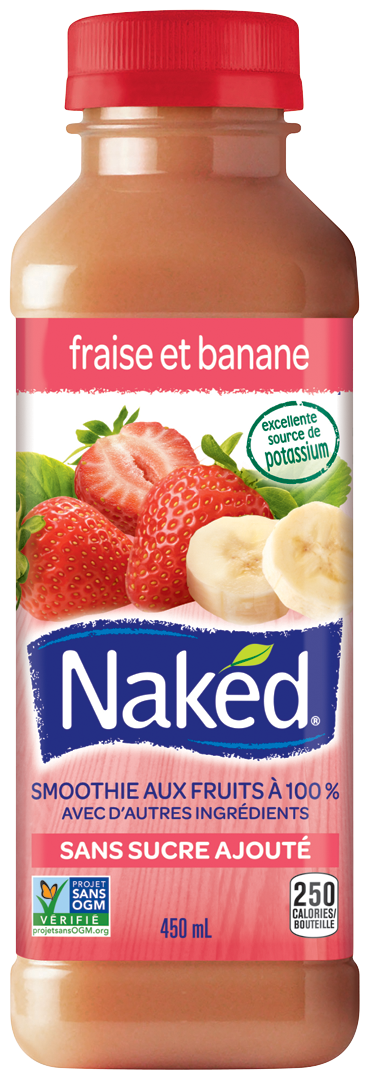 fraise et banane
excellente
source de
potassium
Naked®
SMOOTHIE AUX FRUITS À 100 %
AVEC D'AUTRES INGRÉDIENTS
SANS SUCRE AJOUTÉ
PROJET
SANS
OGM
VÉRIFIÉ
projetsansOGM.org
450 mL
250
CALORIES/
BOUTEILLE